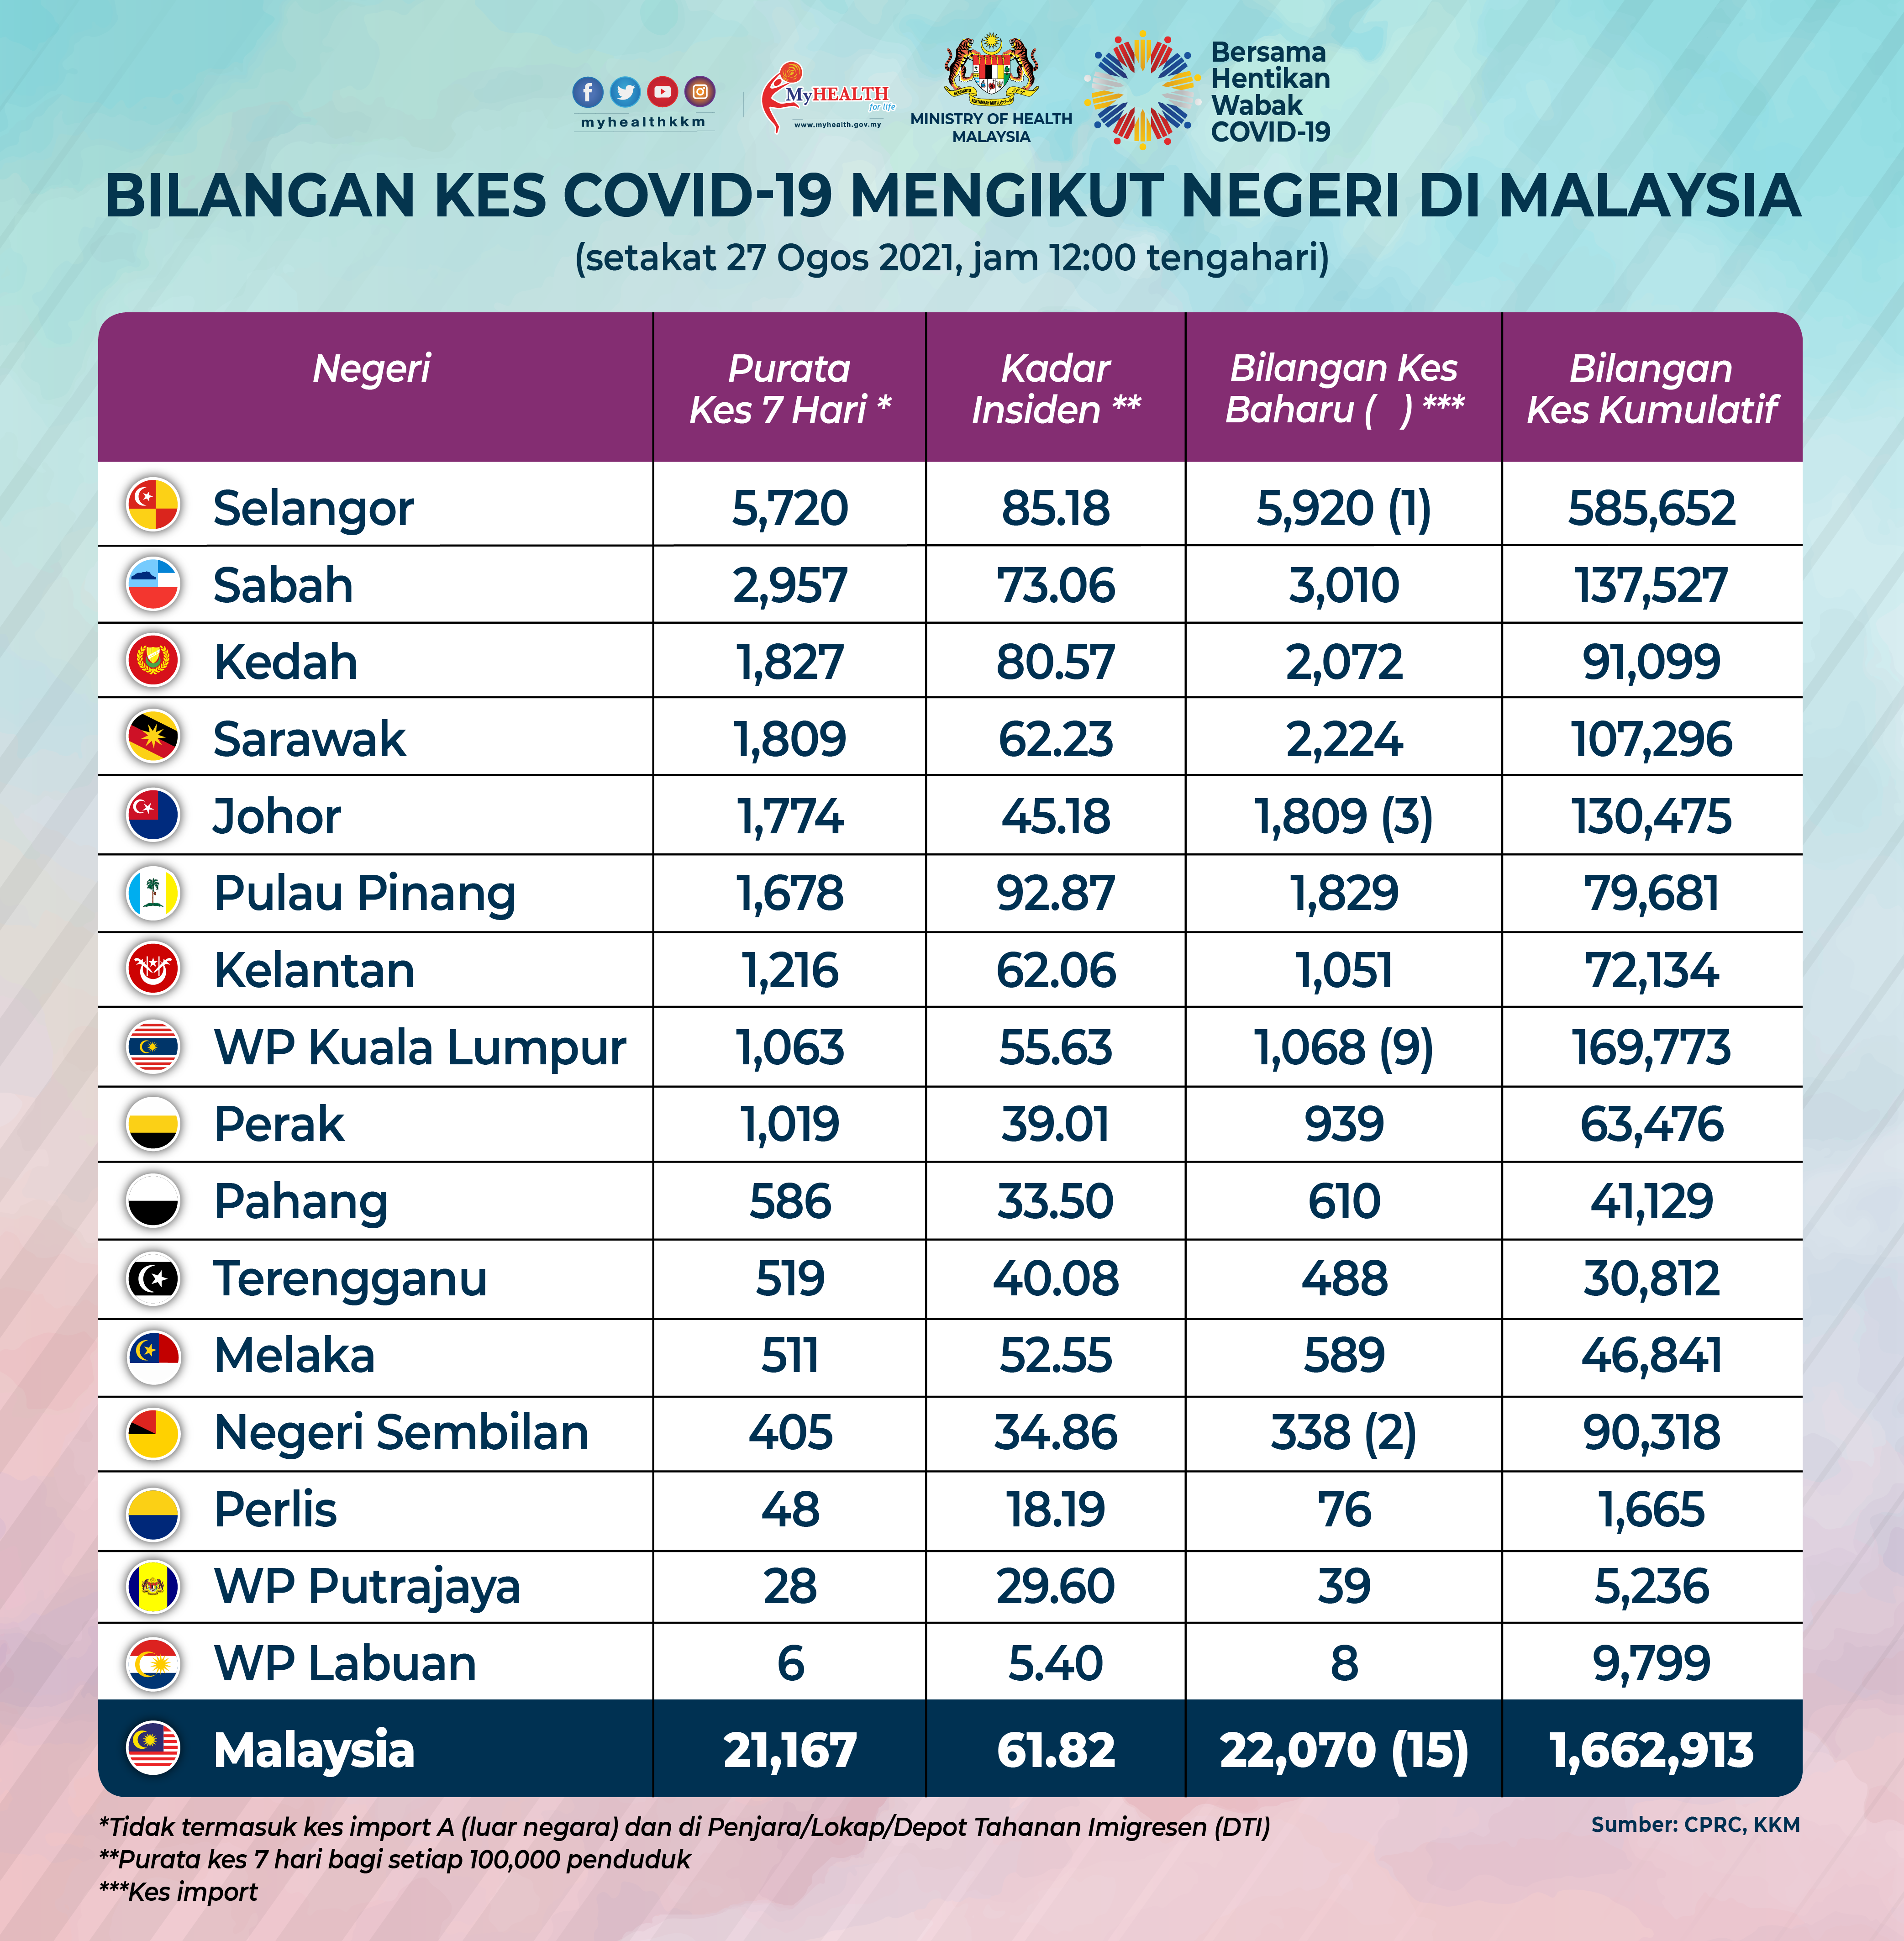 myhealthkkm
MyHEALTH
for life
www.myhealth.gov.my
MINISTRY OF HEALTH
MALAYSIA
Bersama
Hentikan
Wabak
COVID-19
BILANGAN KES COVID-19 MENGIKUT NEGERI DI MALAYSIA
(setakat 27 Ogos 2021, jam 12:00 tengahari)
Negeri Purata Kes 7 Hari * Kadar Insiden ** Bilangan Kes Baharu ( ) *** Bilangan Kes Kumulatif
Selangor 5,720 85.18 5,920 (1) 585,652
Sabah 2,957 73.06 3,010 137,527
Kedah 1,827 80.57 2,072 91,099
Sarawak 1,809 62.23 2,224 107,296
Johor 1,774 45.18 1,809 (3) 130,475
Pulau Pinang 1,678 92.87 1,829 79,681
Kelantan 1,216 62.06 1,051 72,134
WP Kuala Lumpur 1,063 55.63 1,068 (9) 169,773
Perak 1,019 39.01 939 63,476
Pahang 586 33.50 610 41,129
Terengganu 519 40.08 488 30,812
Melaka 511 52.55 589 46,841
Negeri Sembilan 405 34.86 338 (2) 90,318
Perlis 48 18.19 76 1,665
WP Putrajaya 28 29.60 39 5,236
WP Labuan 6 5.40 8 9,799
Malaysia 21,167 61.82 22,070 (15) 1,662,913
*Tidak termasuk kes import A (luar negara) dan di Penjara/Lokap/Depot Tahanan Imigresen (DTI)
Sumber: CPRC, KKM
**Purata kes 7 hari bagi setiap 100,000 penduduk
***Kes import